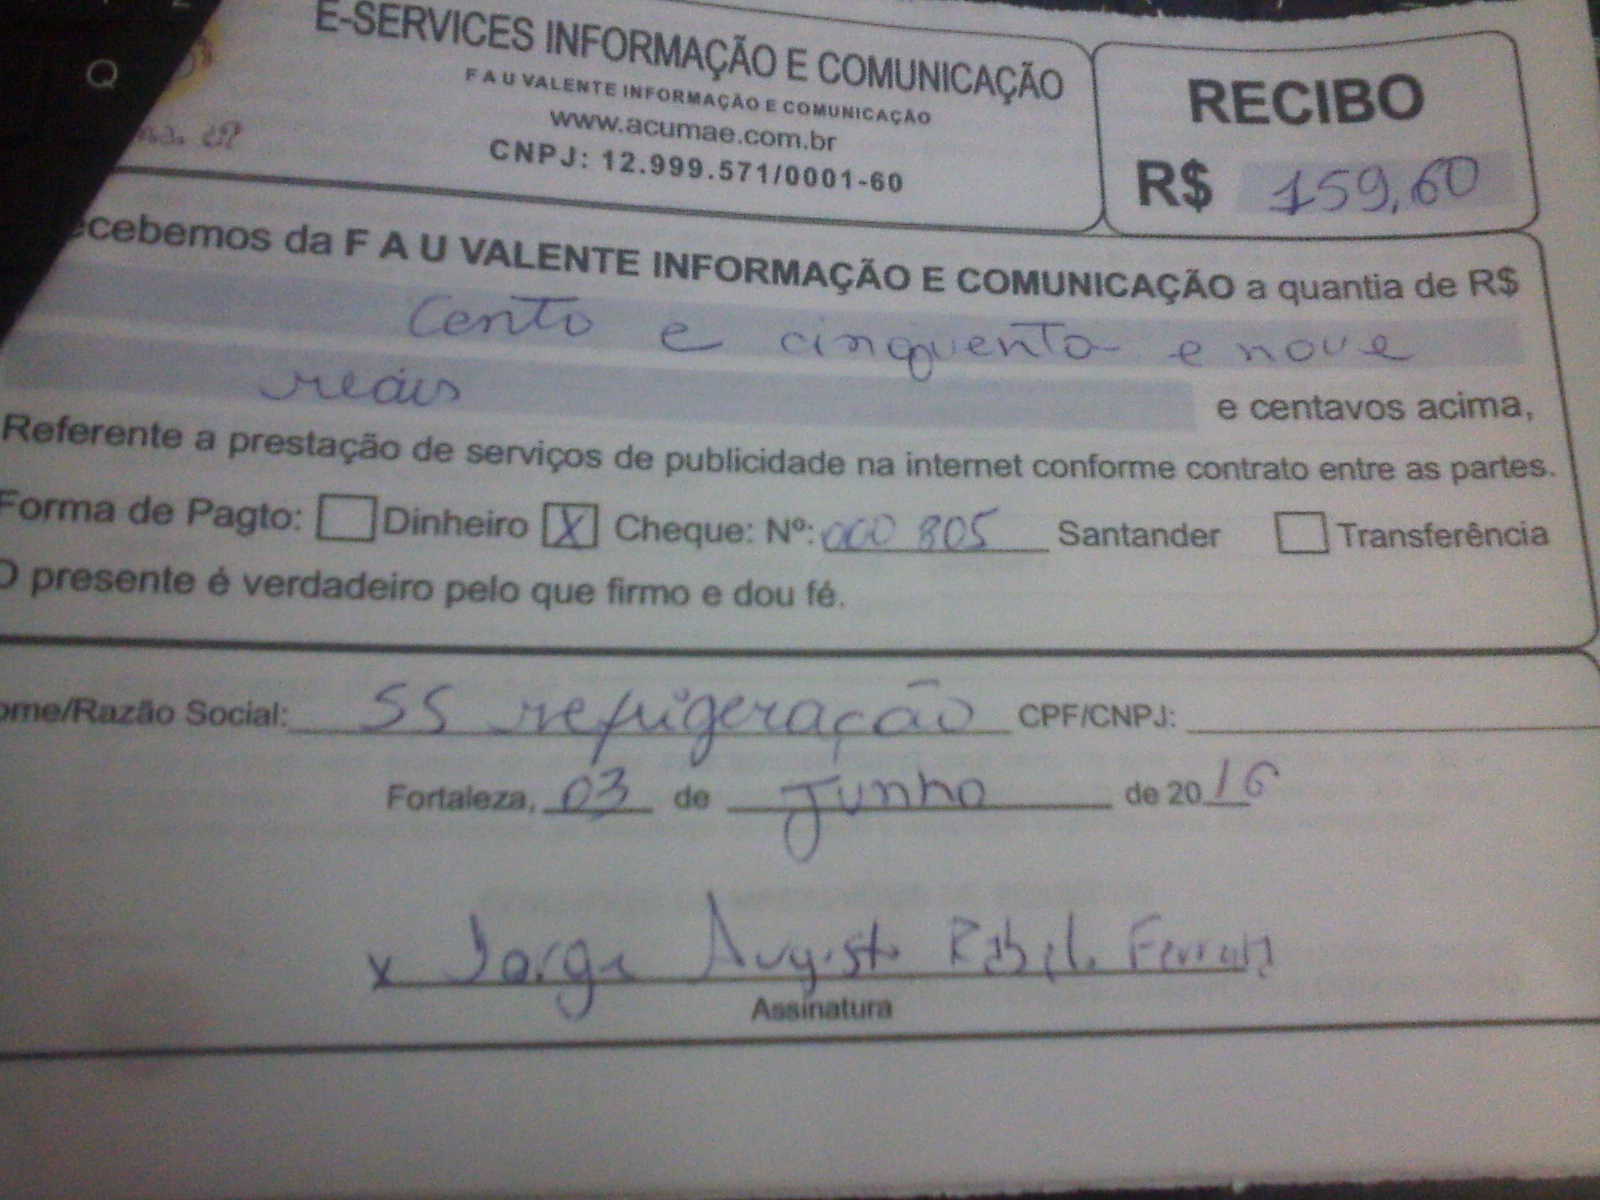 Q
E-SERVICES INFORMAÇÃO E COMUNICAÇÃO
F A U VALENTE INFORMAÇÃO E COMUNICAÇÃO
www.acumae.com.br
CNPJ: 12.999.571/0001-60
RECIBO
R$ 159,60
ecebemos da F A U VALENTE INFORMAÇÃO E COMUNICAÇÃO a quantia de R$
Cento e cinquenta e nove
reais e centavos acima,
Referente a prestação de serviços de publicidade na internet conforme contrato entre as partes.
Forma de Pagto: Dinheiro X Cheque: Nº: 000 805 Santander Transferência
O presente é verdadeiro pelo que firmo e dou fé.
ome/Razão Social: SS refrigeração CPF/CNPJ:
Fortaleza, 03 de Junho de 2016
x Jorge Augusto
Assinatura